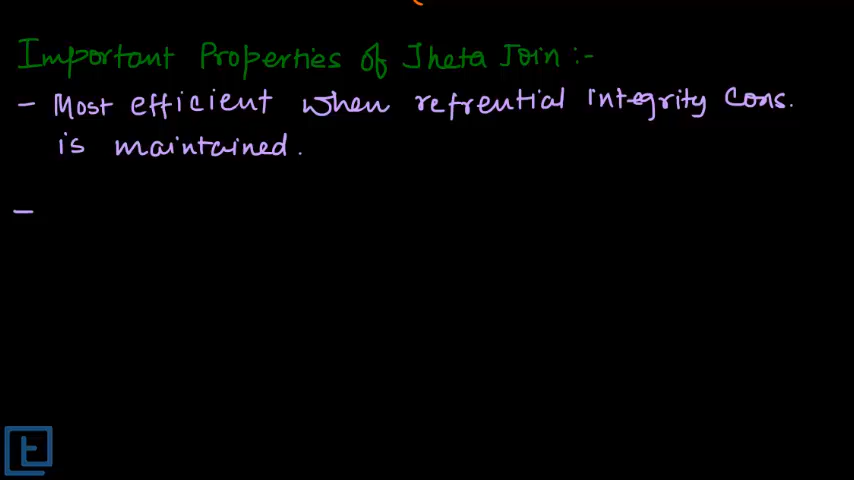 Important Properties of Theta Join :-
- Most efficient when refrential integrity Cons.
is maintained.
-